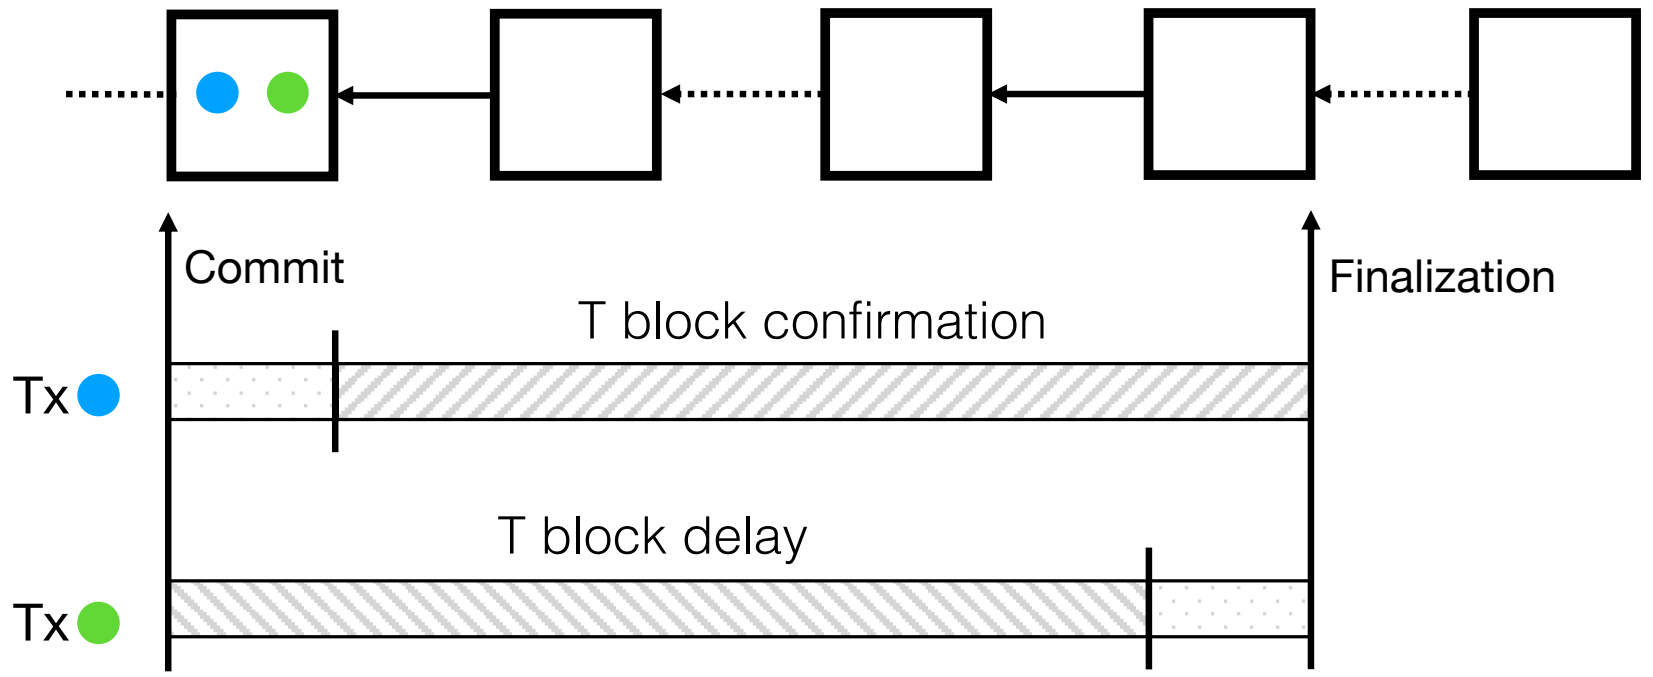 Commit
Finalization
T block confirmation
Tx
T block delay
Tx